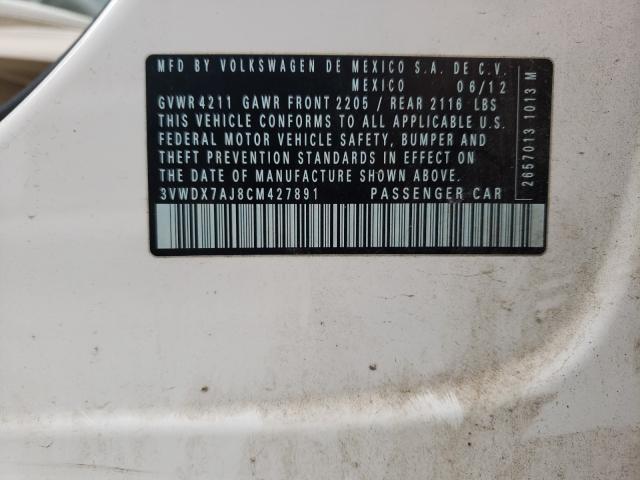 MFD BY VOLKSWAGEN DE MEXICO S.A. DE C.V.
MEXICO 06/12
GVWR 4211 GAWR FRONT 2205 / REAR 2116 LBS
THIS VEHICLE CONFORMS TO ALL APPLICABLE U.S.
FEDERAL MOTOR VEHICLE SAFETY, BUMPER AND
THEFT PREVENTION STANDARDS IN EFFECT ON
THE DATE OF MANUFACTURE SHOWN ABOVE.
3VWDX7AJ8CM427891 PASSENGER CAR
2657013 1013 M